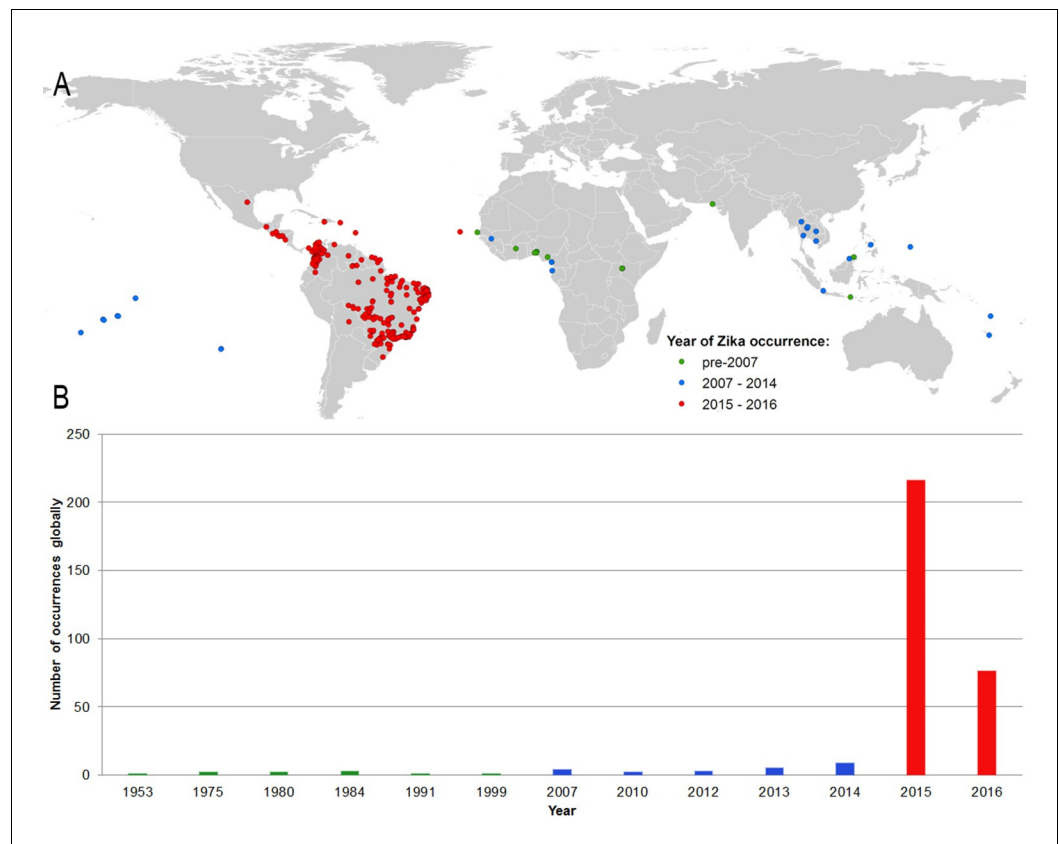 A
Year of Zika occurrence:
pre-2007
2007 - 2014
2015 - 2016
B
250
200
150
100
50
0
Number of occurrences globally
1953 1975 1980 1984 1991 1999 2007 2010 2012 2013 2014 2015 2016
Year